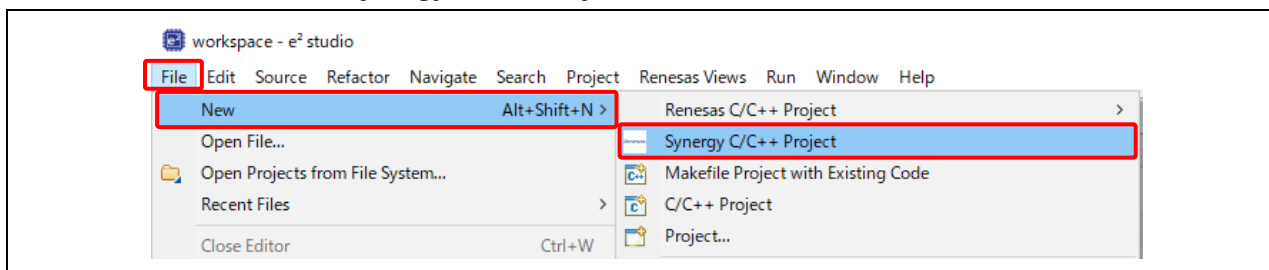 workspace - e² studio
File Edit Source Refactor Navigate Search Project Renesas Views Run Window Help
New Alt+Shift+N >
Renesas C/C++ Project >
Open File...
Synergy C/C++ Project
Open Projects from File System...
Makefile Project with Existing Code
Recent Files >
C/C++ Project
Close Editor Ctrl+W
Project...